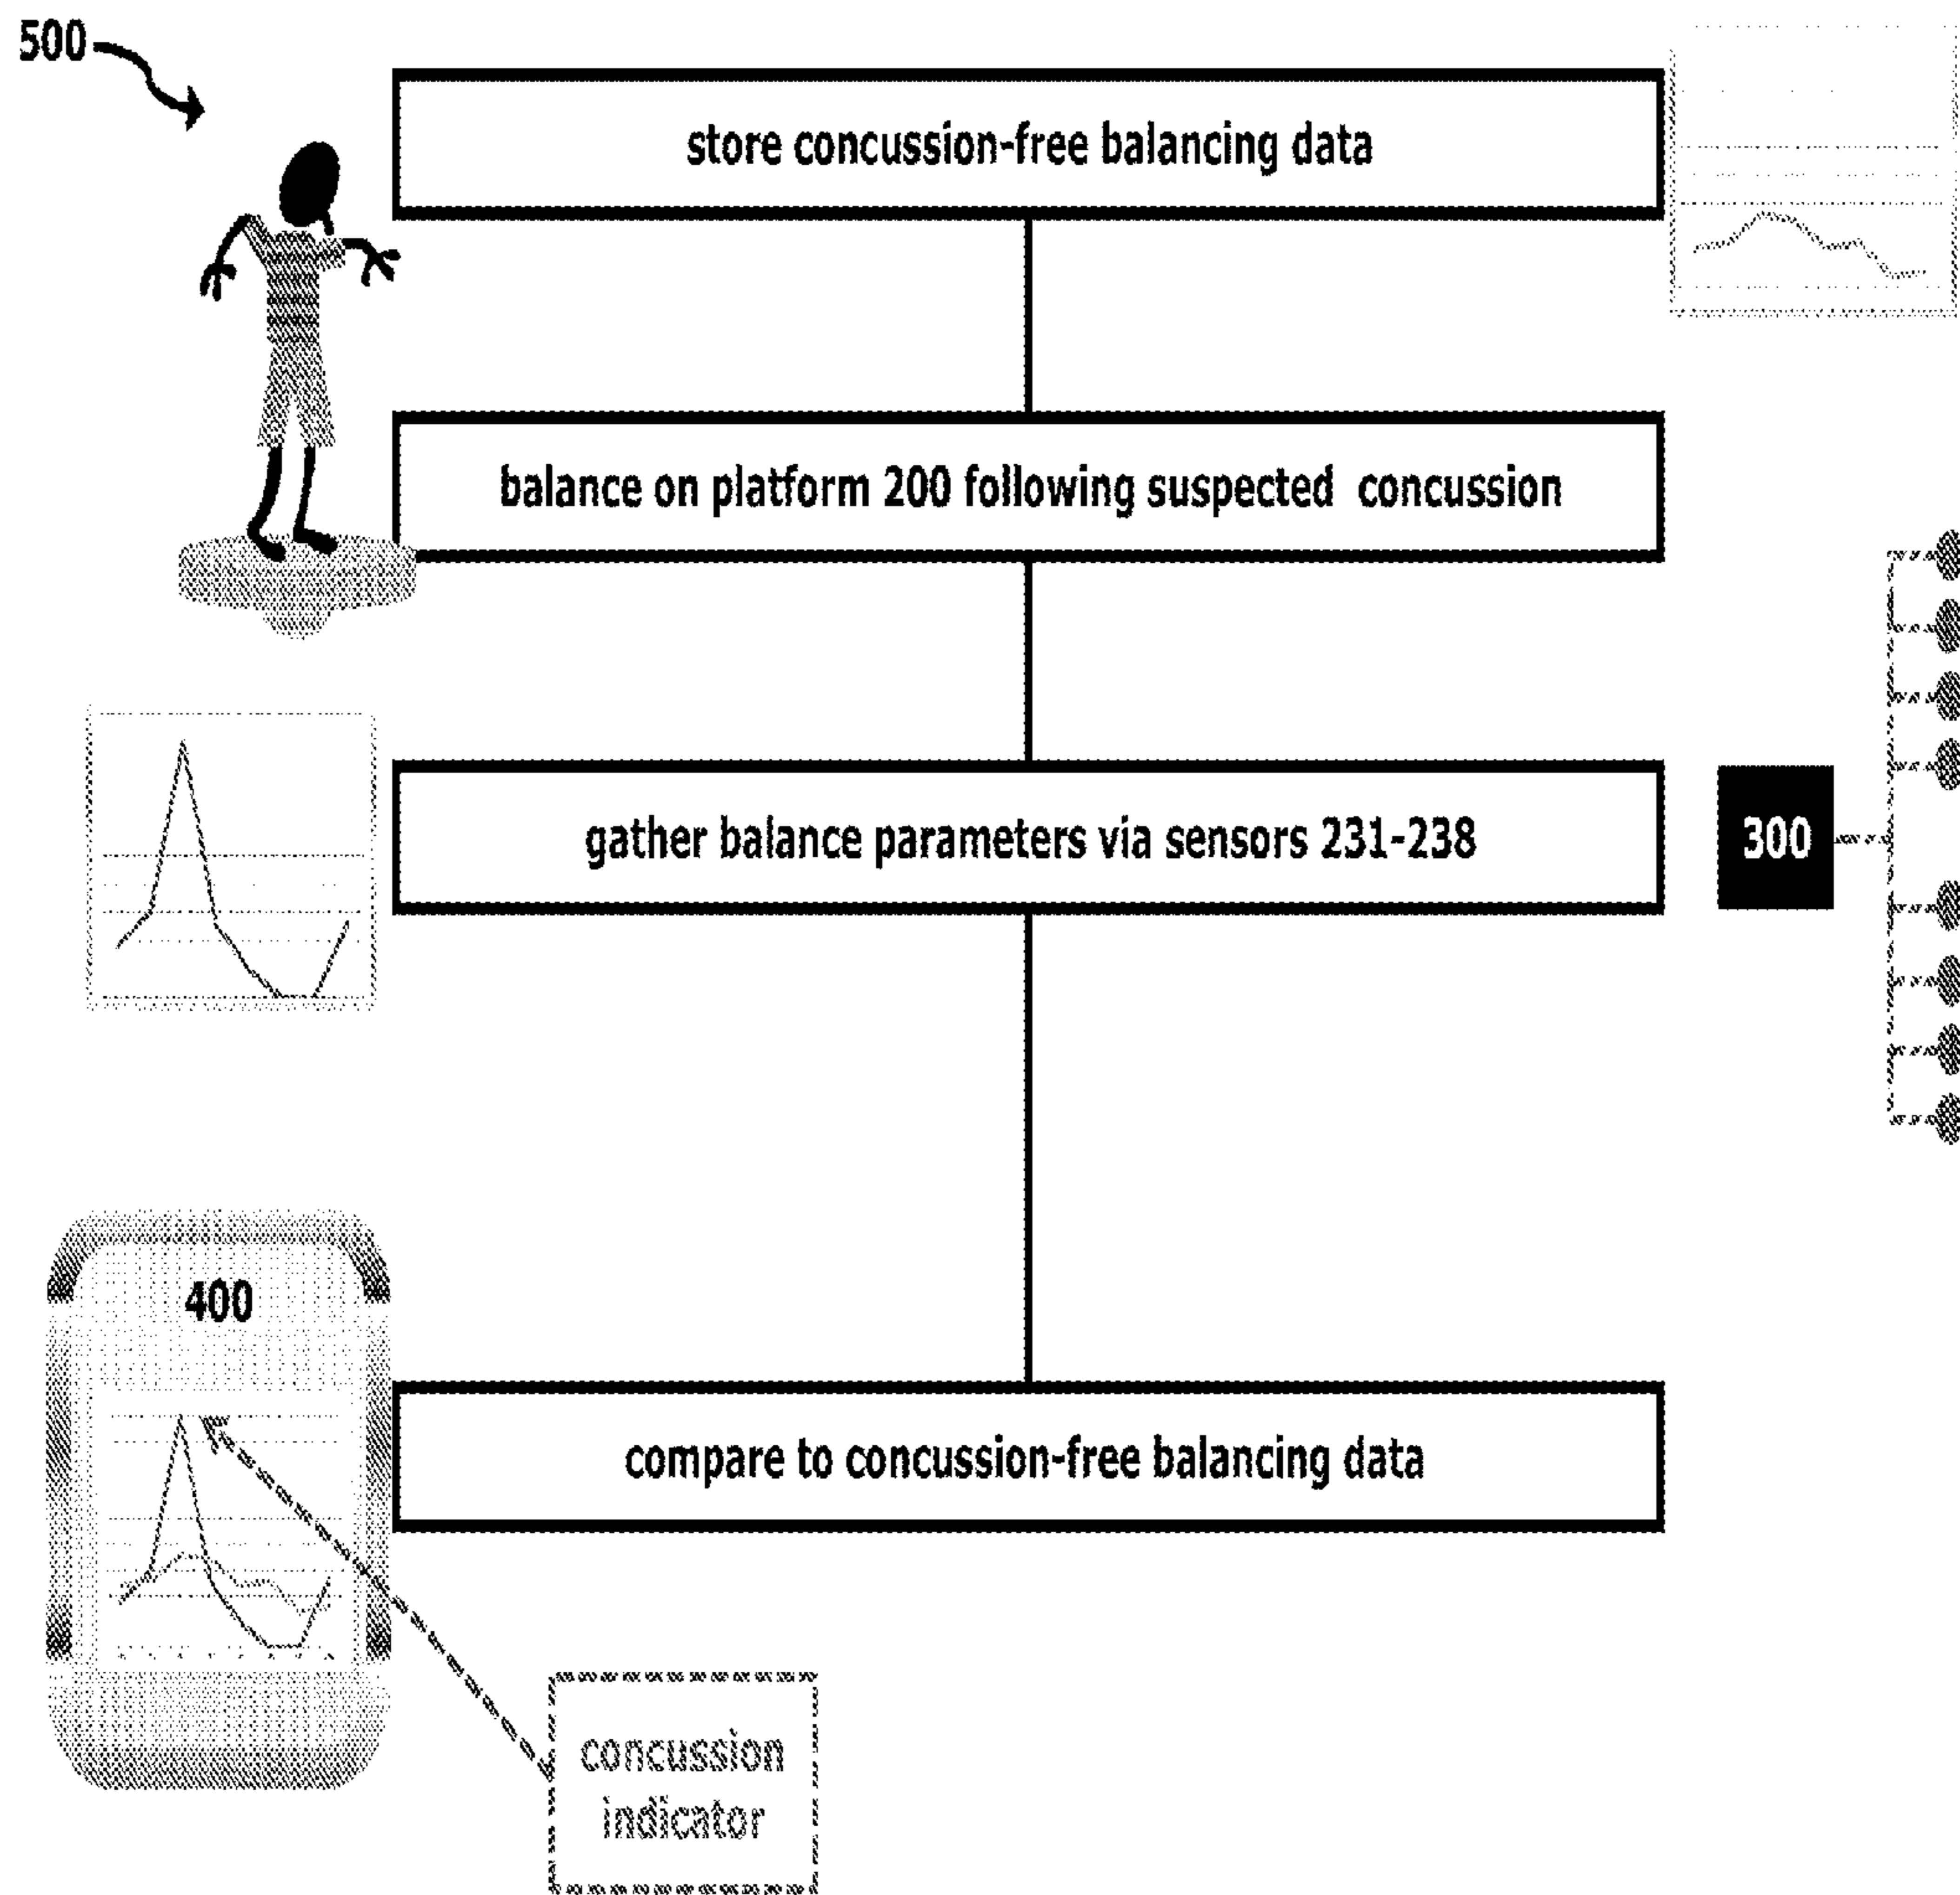 500
store concussion-free balancing data
balance on platform 200 following suspected concussion
gather balance parameters via sensors 231-238
300
400
compare to concussion-free balancing data
concussion
indicator